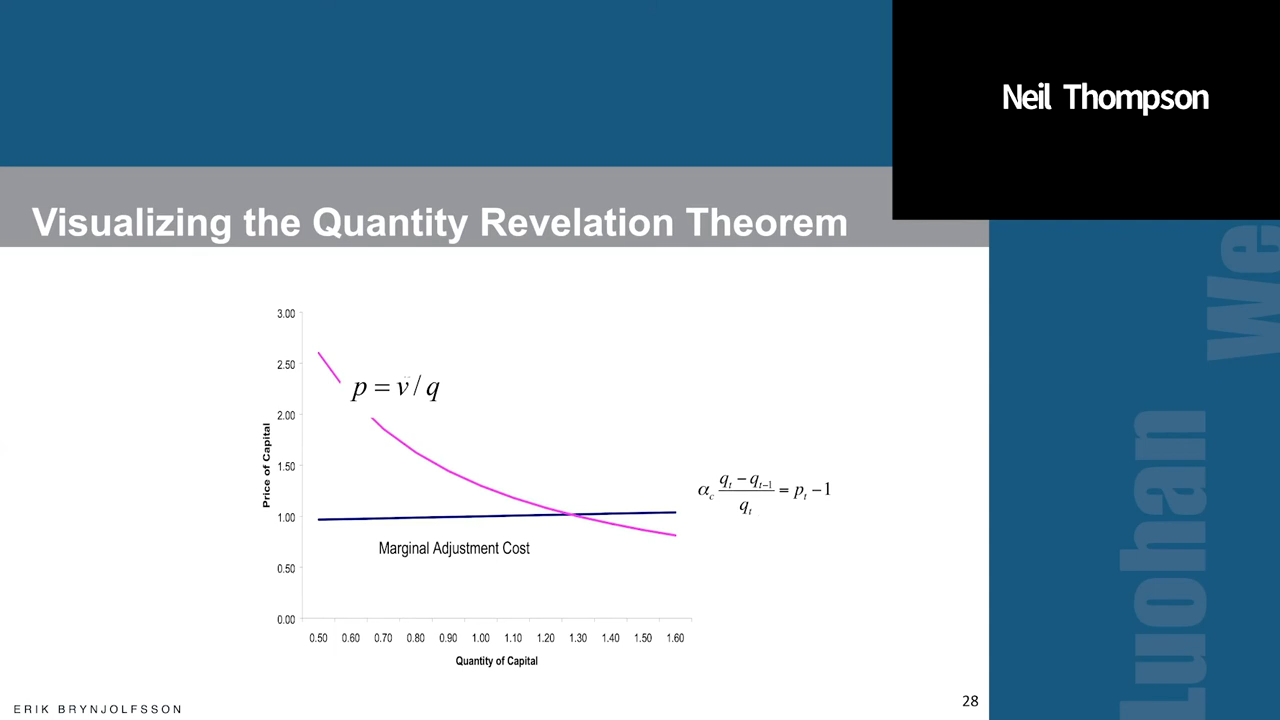 Neil Thompson
Visualizing the Quantity Revelation Theorem
3.00
2.50
2.00
1.50
1.00
0.50
0.00
Price of Capital
p = v / q
α_c (q_t − q_{t−1}) / q_t = p_t − 1
Marginal Adjustment Cost
0.50 0.60 0.70 0.80 0.90 1.00 1.10 1.20 1.30 1.40 1.50 1.60
Quantity of Capital
ERIK BRYNJOLFSSON
28
Luohan
We